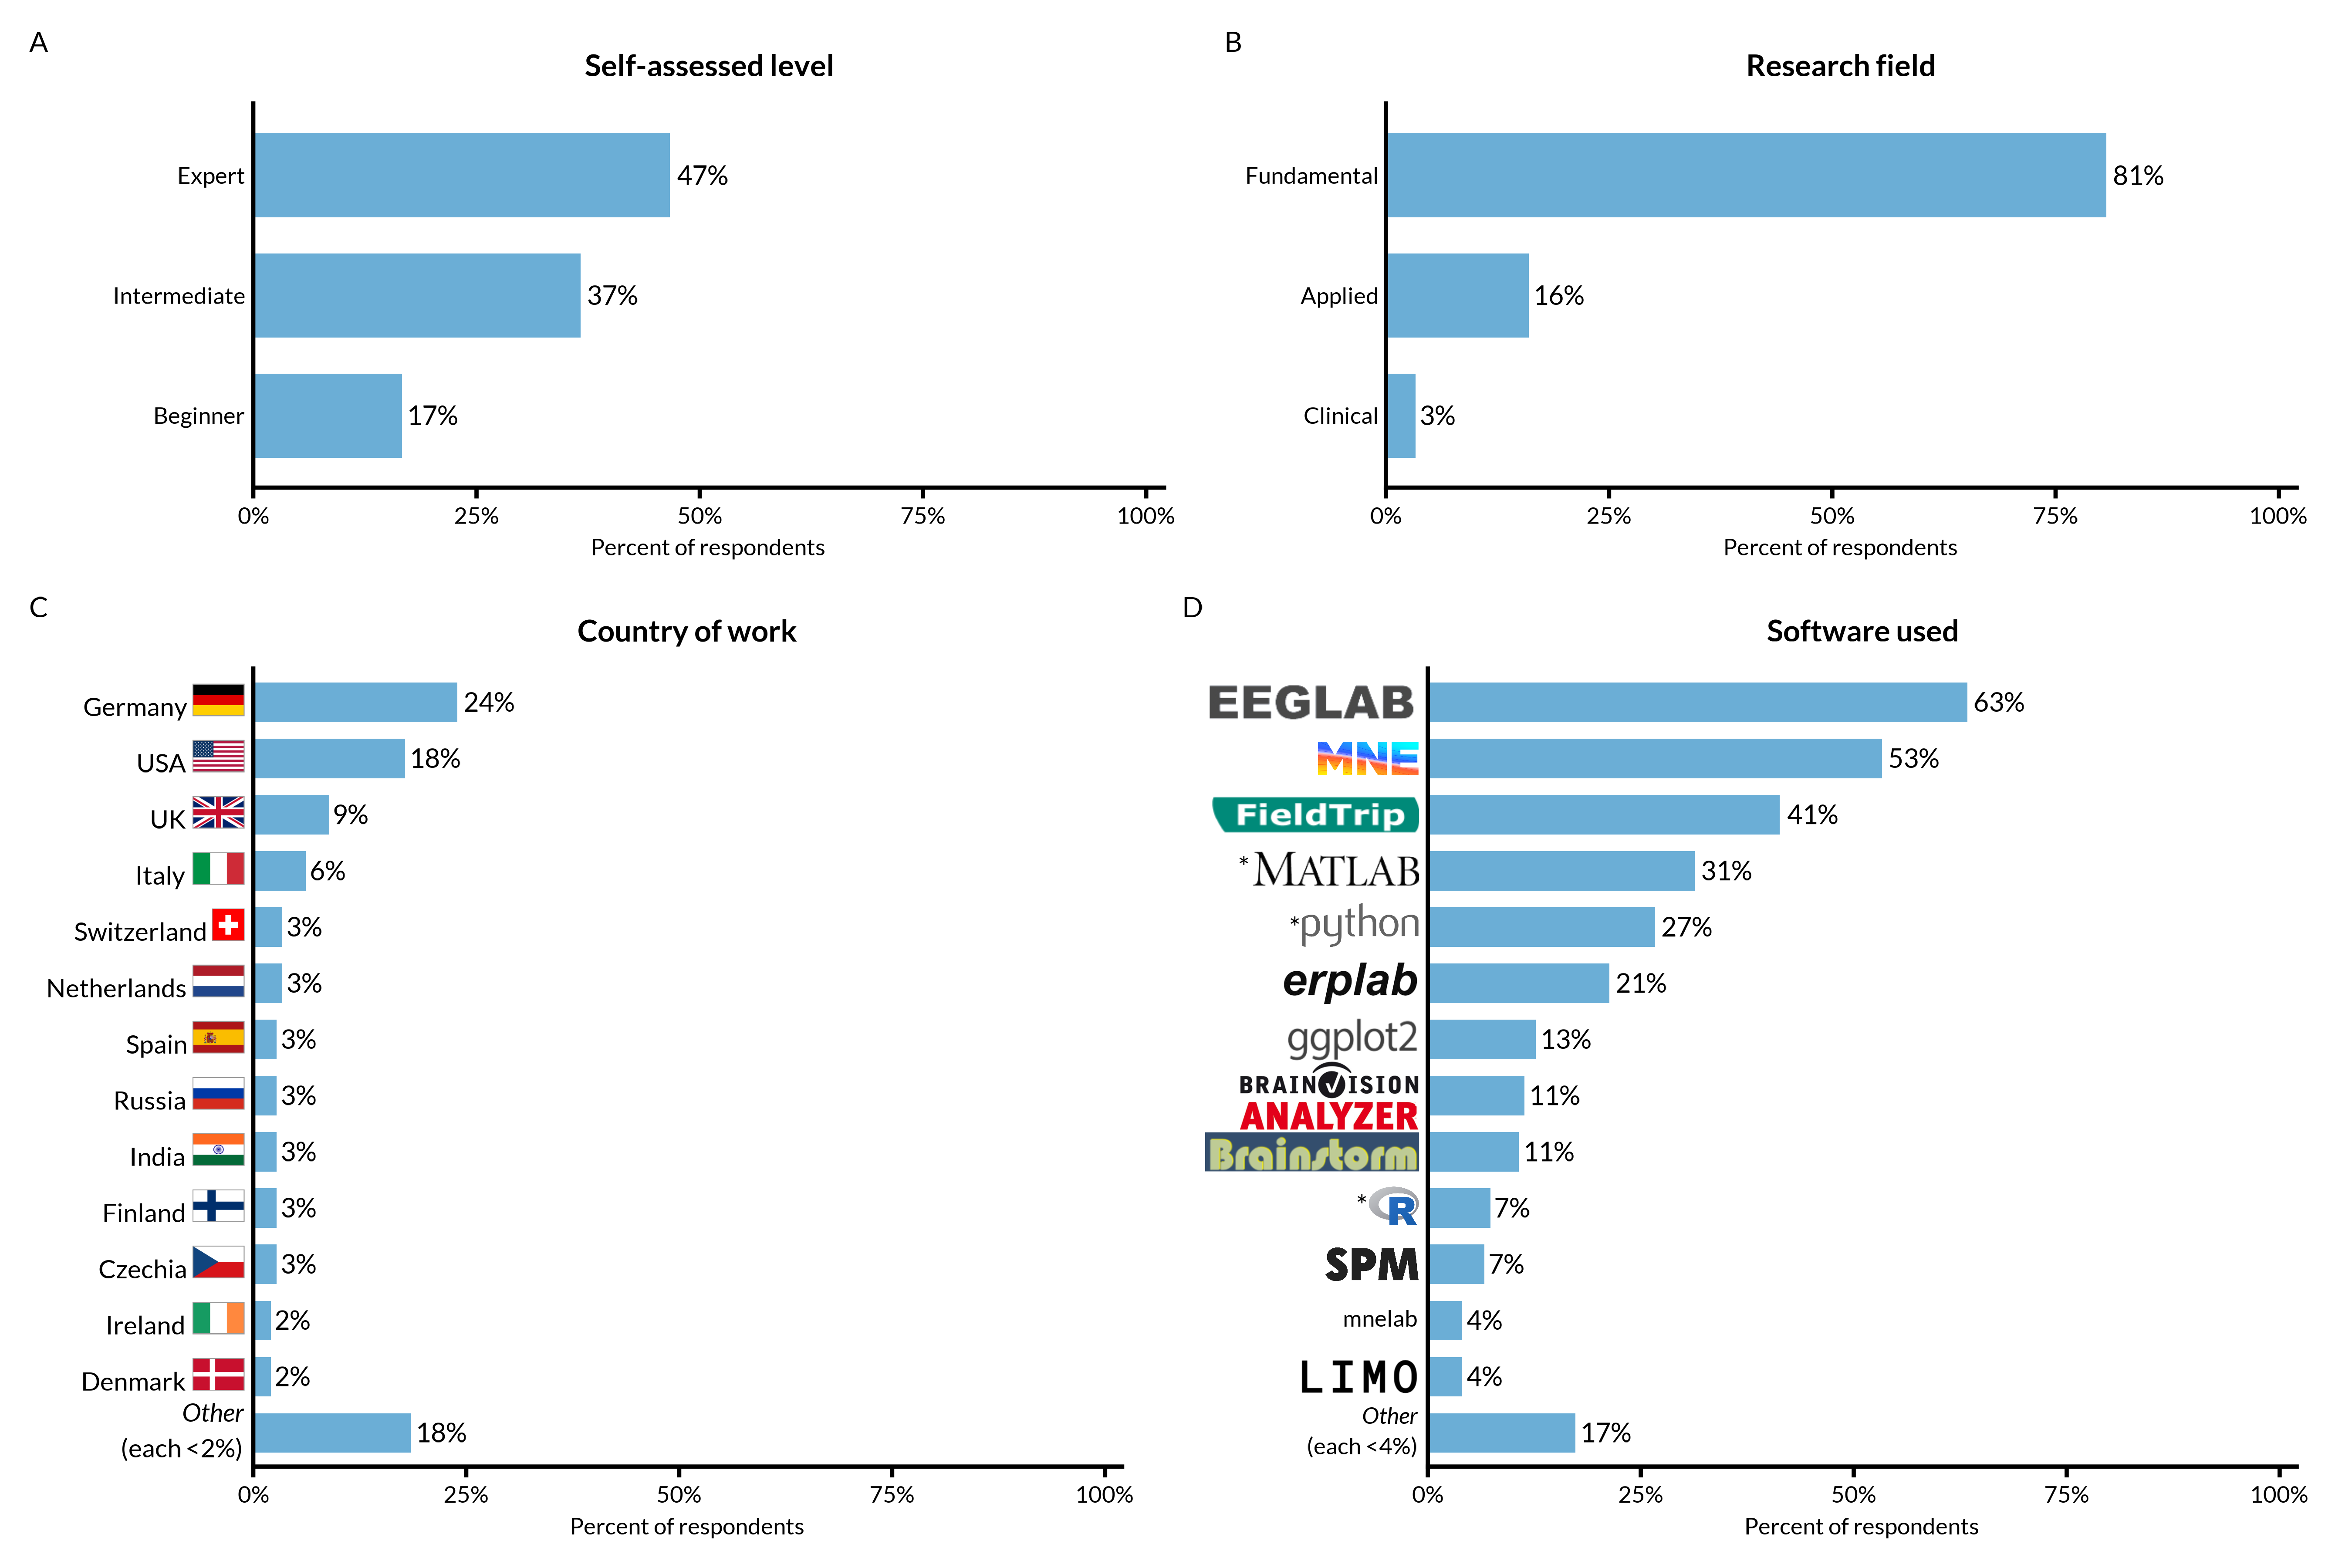 A
Self-assessed level
Expert 47%
Intermediate 37%
Beginner 17%
0% 25% 50% 75% 100%
Percent of respondents
B
Research field
Fundamental 81%
Applied 16%
Clinical 3%
0% 25% 50% 75% 100%
Percent of respondents
C
Country of work
Germany 24%
USA 18%
UK 9%
Italy 6%
Switzerland 3%
Netherlands 3%
Spain 3%
Russia 3%
India 3%
Finland 3%
Czechia 3%
Ireland 2%
Denmark 2%
Other
(each <2%) 18%
0% 25% 50% 75% 100%
Percent of respondents
D
Software used
EEGLAB 63%
MNE 53%
FieldTrip 41%
*MATLAB 31%
*python 27%
erplab 21%
ggplot2 13%
BRAINVISION
ANALYZER 11%
Brainstorm 11%
*R 7%
SPM 7%
mnelab 4%
LIMO 4%
Other
(each <4%) 17%
0% 25% 50% 75% 100%
Percent of respondents